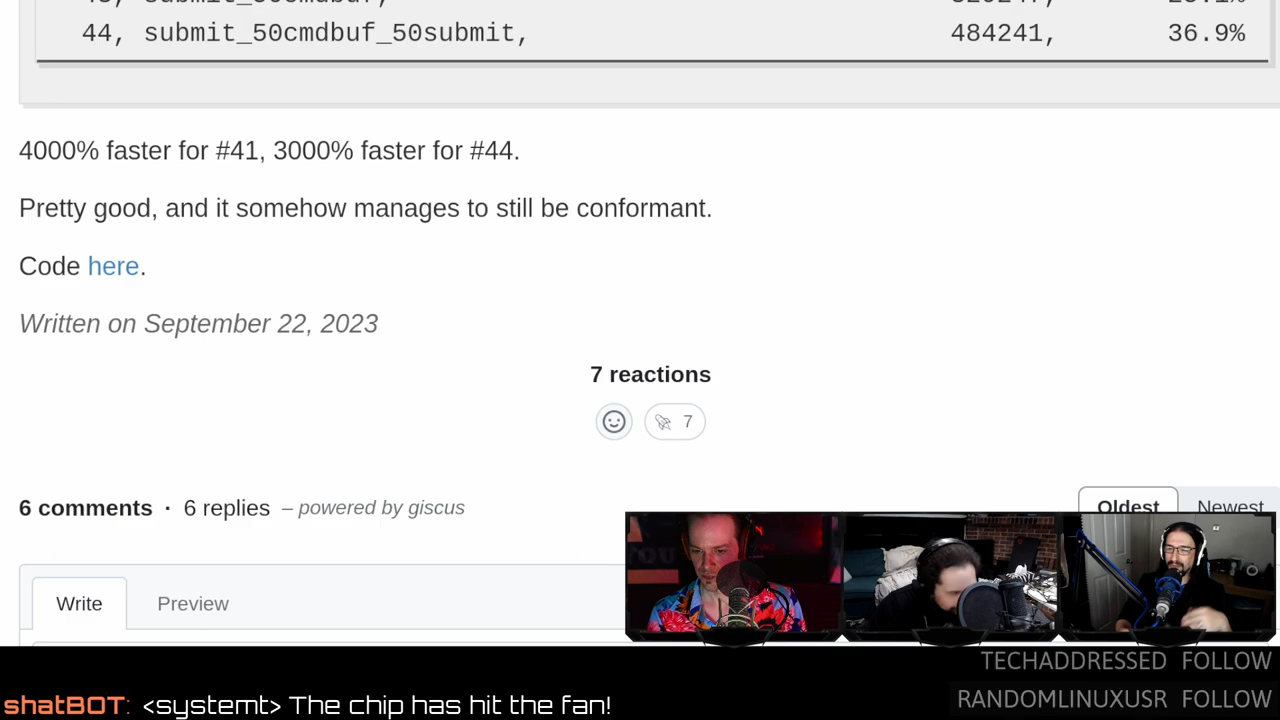 44, submit_50cmdbuf_50submit, 484241, 36.9%
4000% faster for #41, 3000% faster for #44.
Pretty good, and it somehow manages to still be conformant.
Code here.
Written on September 22, 2023
7 reactions
7
6 comments · 6 replies – powered by giscus
Oldest Newest
Write Preview
TECHADDRESSED FOLLOW
RANDOMLINUXUSR FOLLOW
shatBOT: <systemt> The chip has hit the fan!